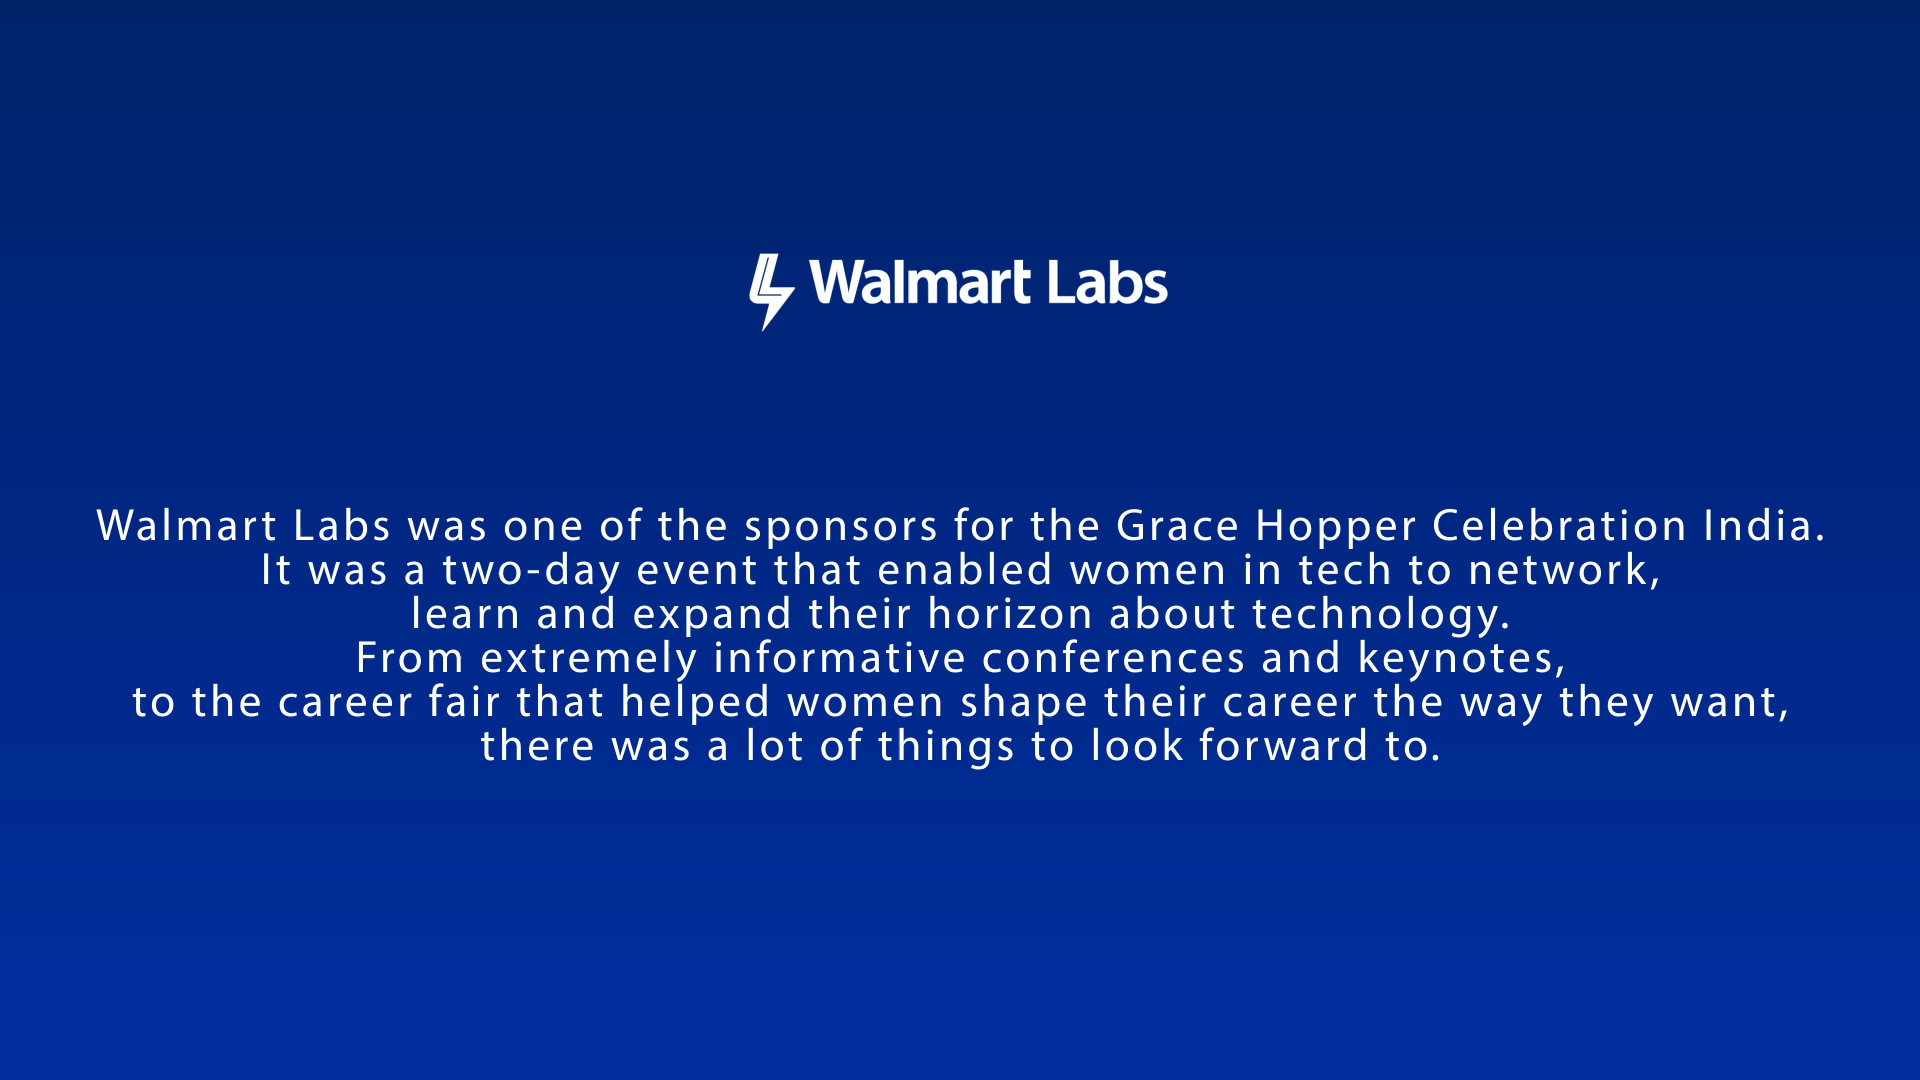 Walmart Labs
Walmart Labs was one of the sponsors for the Grace Hopper Celebration India.
It was a two-day event that enabled women in tech to network,
learn and expand their horizon about technology.
From extremely informative conferences and keynotes,
to the career fair that helped women shape their career the way they want,
there was a lot of things to look forward to.